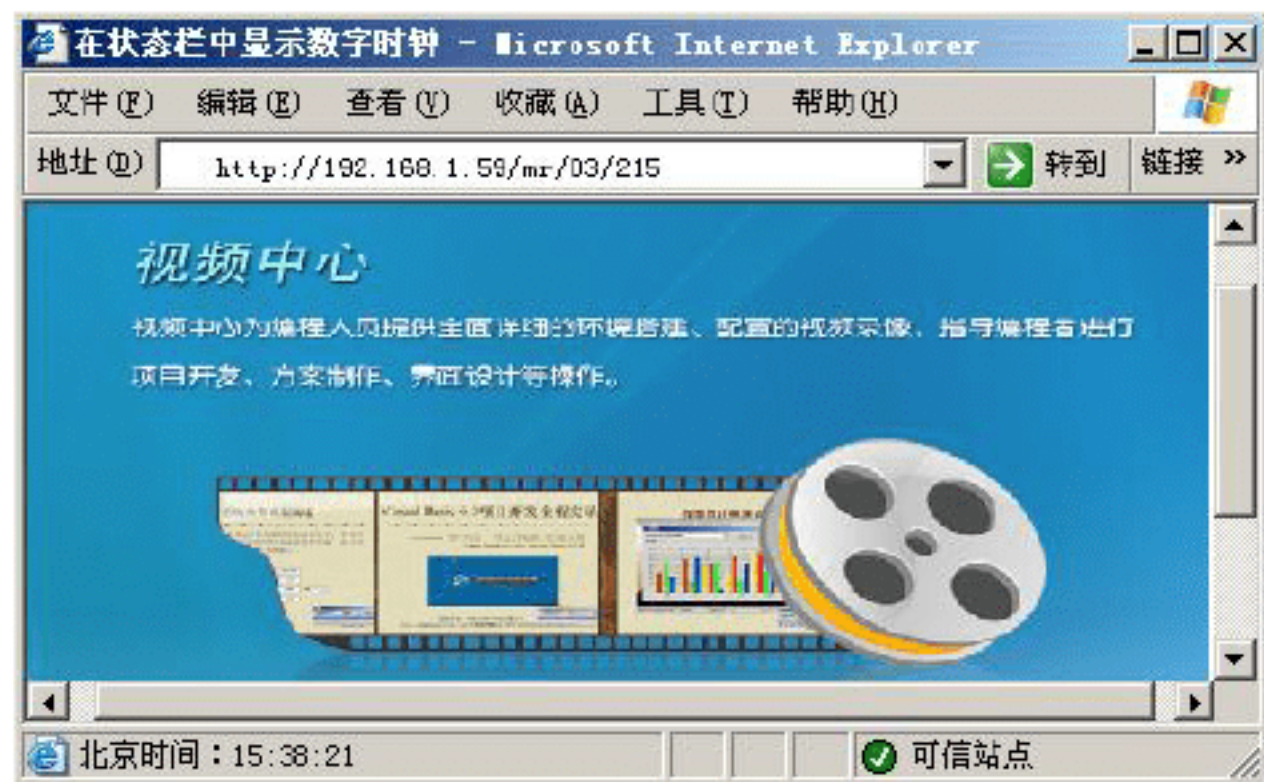 在状态栏中显示数字时钟 - Microsoft Internet Explorer
文件(F) 编辑(E) 查看(V) 收藏(A) 工具(T) 帮助(H)
地址(D) http://192.168.1.59/mr/03/215 转到 链接 »
视频中心
视频中心为编程人员提供全面详细的环境搭建、配置的视频录像、指导编程者进行
项目开发、方案制作、界面设计等操作。
北京时间：15:38:21 可信站点